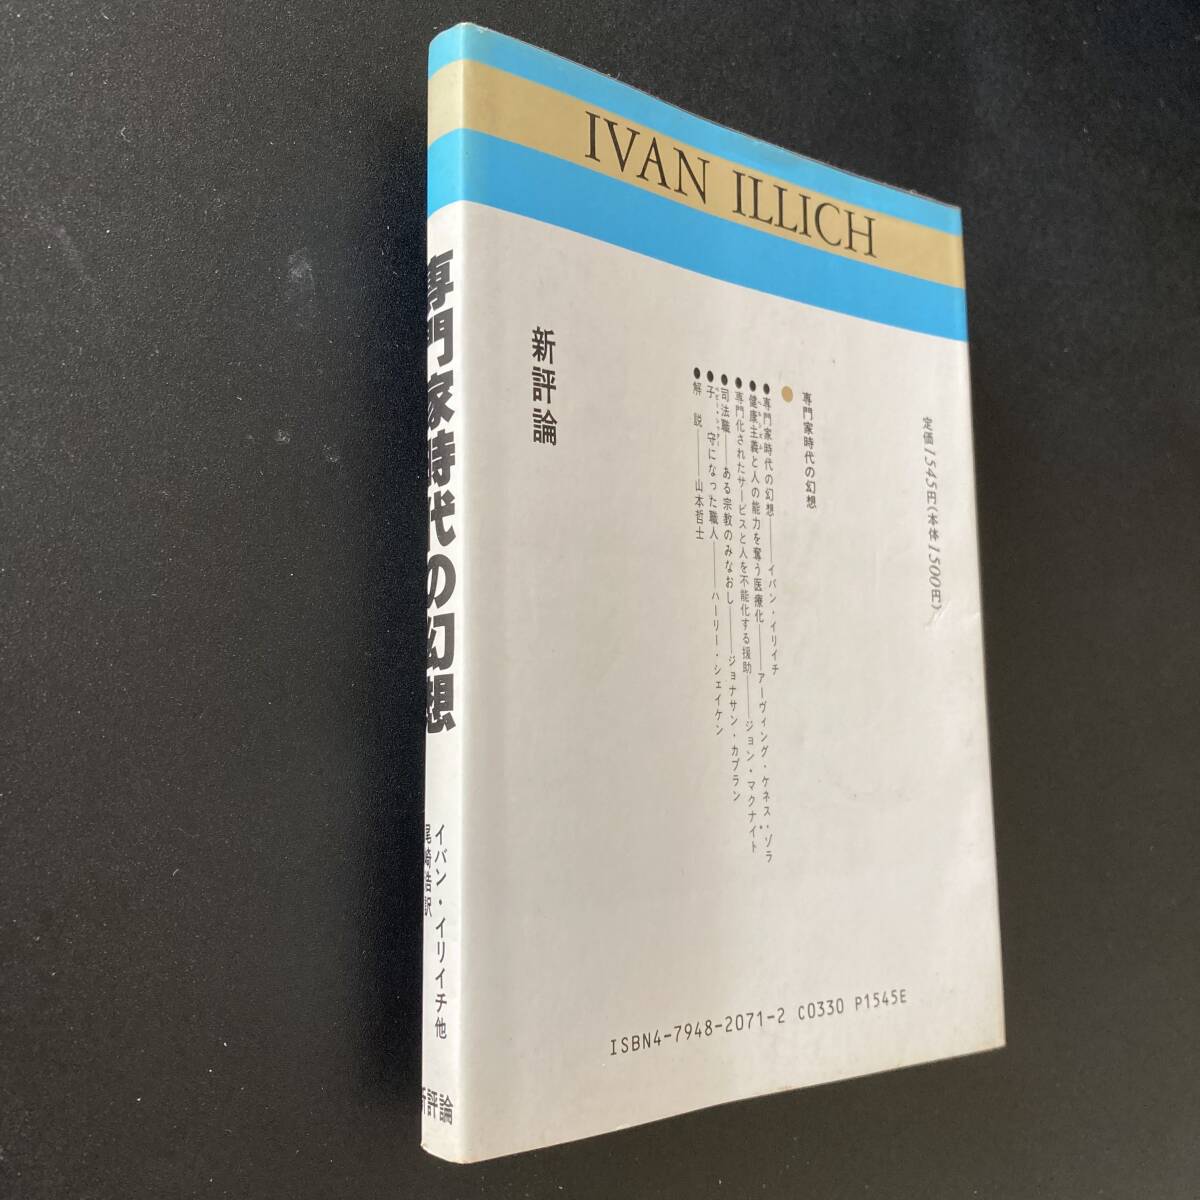 IVAN ILLICH
定価1545円(本体1500円)
専門家時代の幻想
●専門家時代の幻想――イバン・イリイチ
●健康主義と人の能力を奪う医療化――アーヴィング・ケネス・ゾラ
●専門化されたサービスと人を不能化する援助――ジョン・マクナイト
●司法職――ある宗教のみなおし――ジョナサン・カプラン
●子守になった職人――ハーリー・シェイケン
●解説――山本哲士
新評論
ISBN4-7948-2071-2 C0330 P1545E
専門家時代の幻想
イバン・イリイチ他
尾崎浩訳
新評論